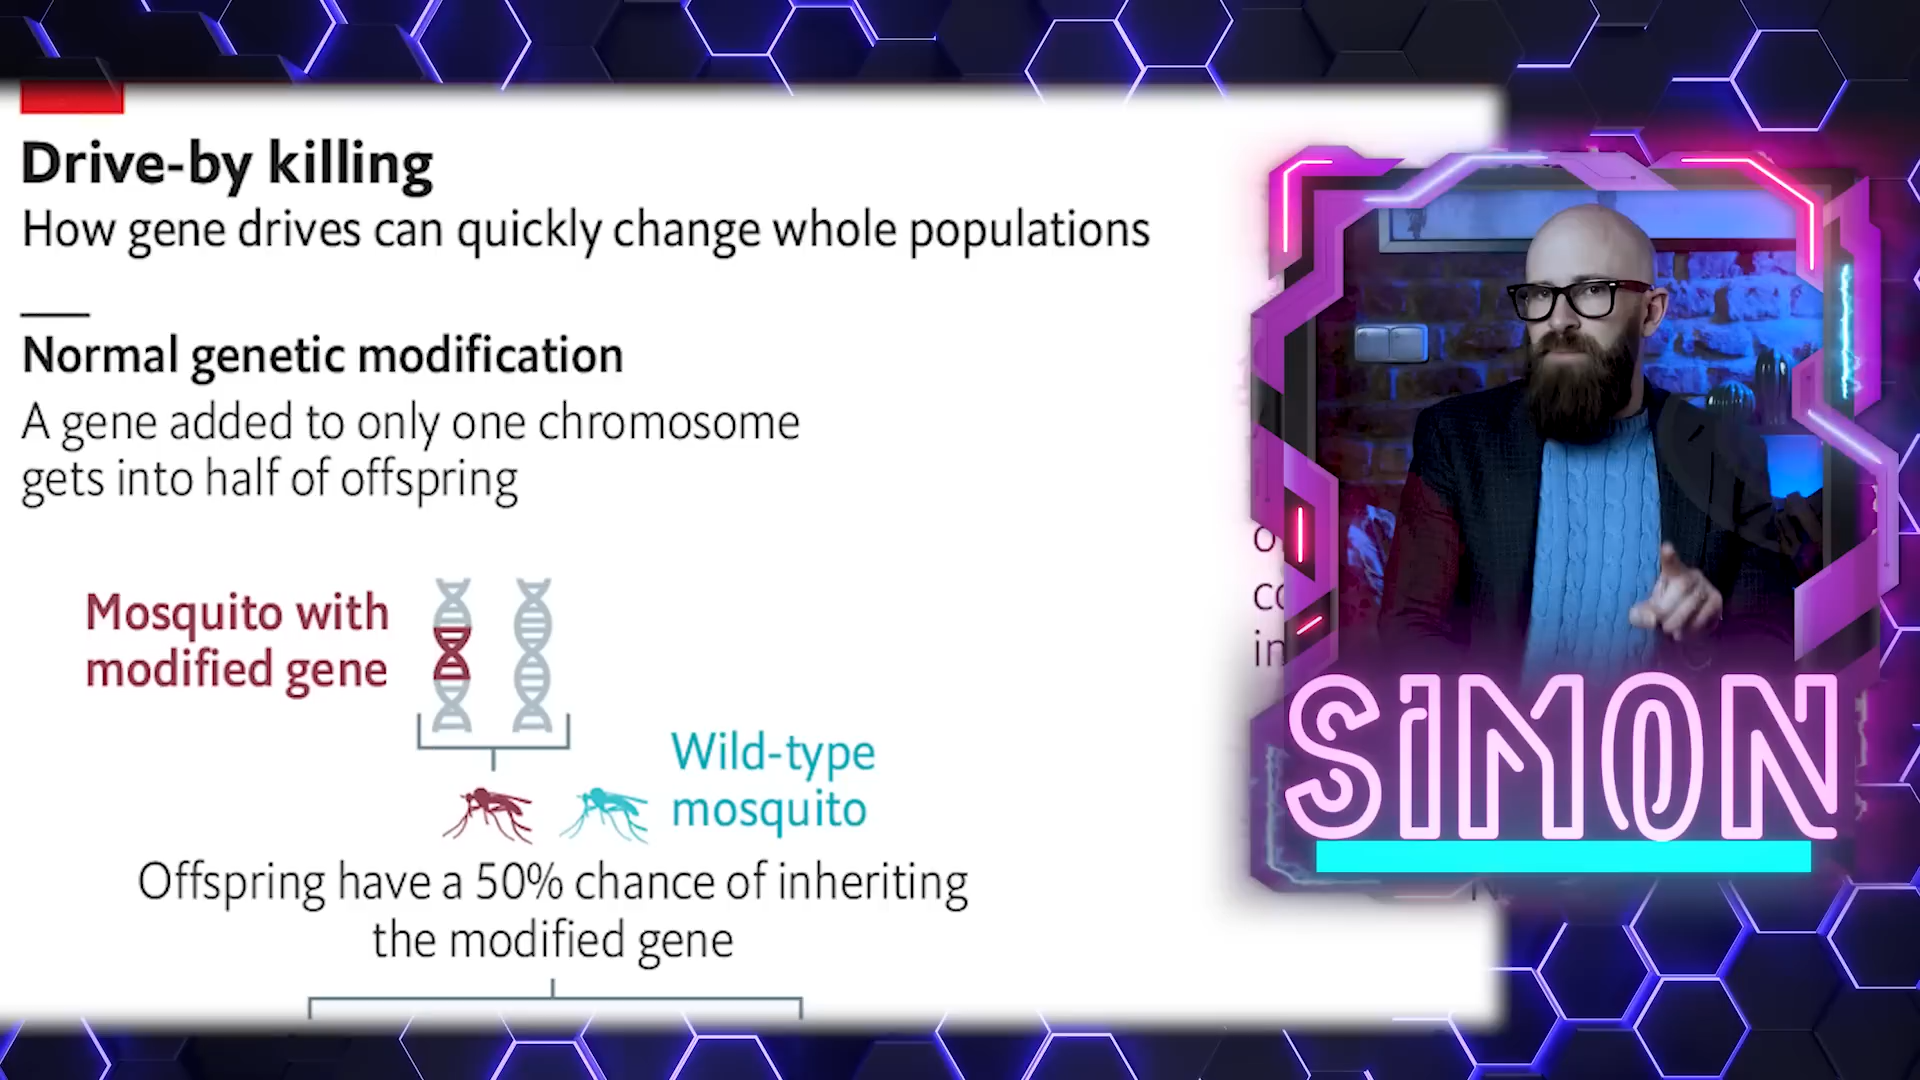 Drive-by killing
How gene drives can quickly change whole populations
Normal genetic modification
A gene added to only one chromosome
gets into half of offspring
Mosquito with
modified gene
Wild-type
mosquito
Offspring have a 50% chance of inheriting
the modified gene
SiMON